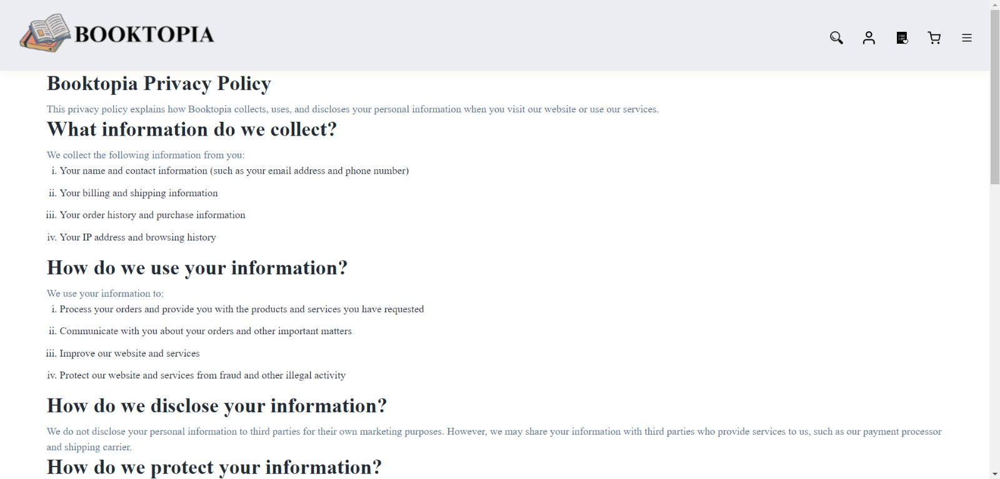 BOOKTOPIA
Booktopia Privacy Policy
This privacy policy explains how Booktopia collects, uses, and discloses your personal information when you visit our website or use our services.
What information do we collect?
We collect the following information from you:
i. Your name and contact information (such as your email address and phone number)
ii. Your billing and shipping information
iii. Your order history and purchase information
iv. Your IP address and browsing history
How do we use your information?
We use your information to:
i. Process your orders and provide you with the products and services you have requested
ii. Communicate with you about your orders and other important matters
iii. Improve our website and services
iv. Protect our website and services from fraud and other illegal activity
How do we disclose your information?
We do not disclose your personal information to third parties for their own marketing purposes. However, we may share your information with third parties who provide services to us, such as our payment processor
and shipping carrier.
How do we protect your information?